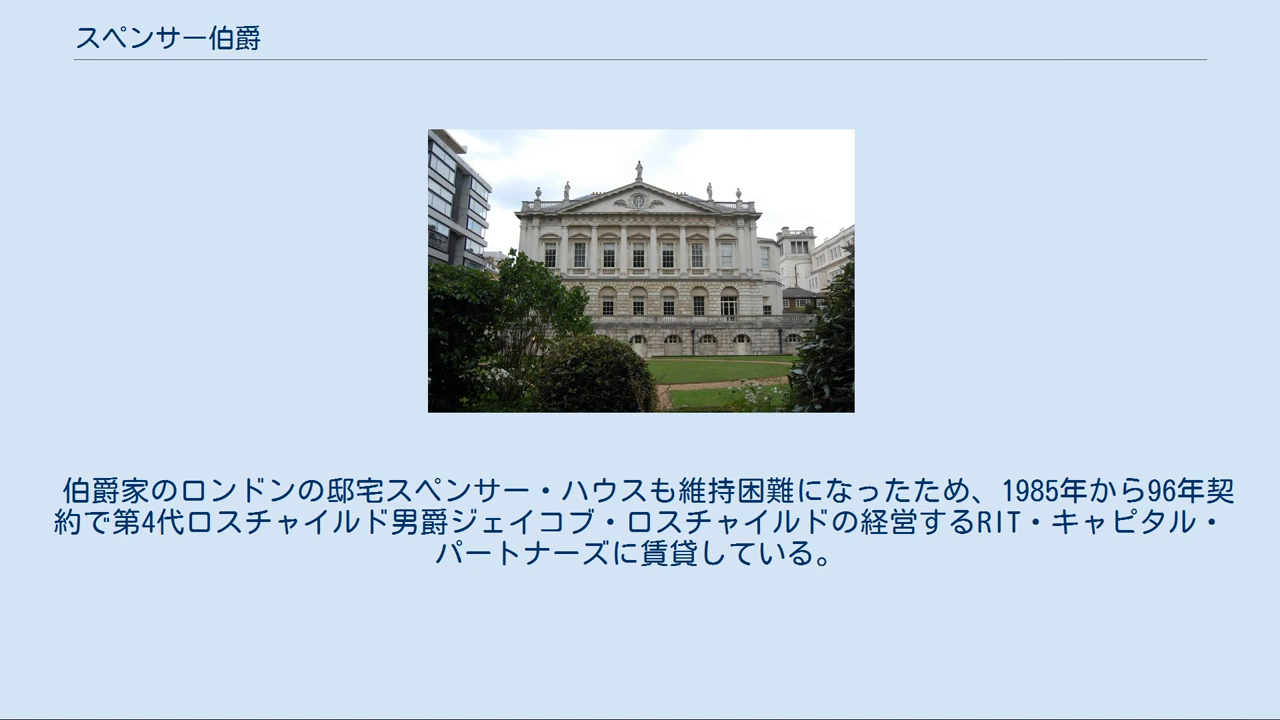 スペンサー伯爵
伯爵家のロンドンの邸宅スペンサー・ハウスも維持困難になったため、1985年から96年契
約で第4代ロスチャイルド男爵ジェイコブ・ロスチャイルドの経営するRIT・キャピタル・
パートナーズに賃貸している。